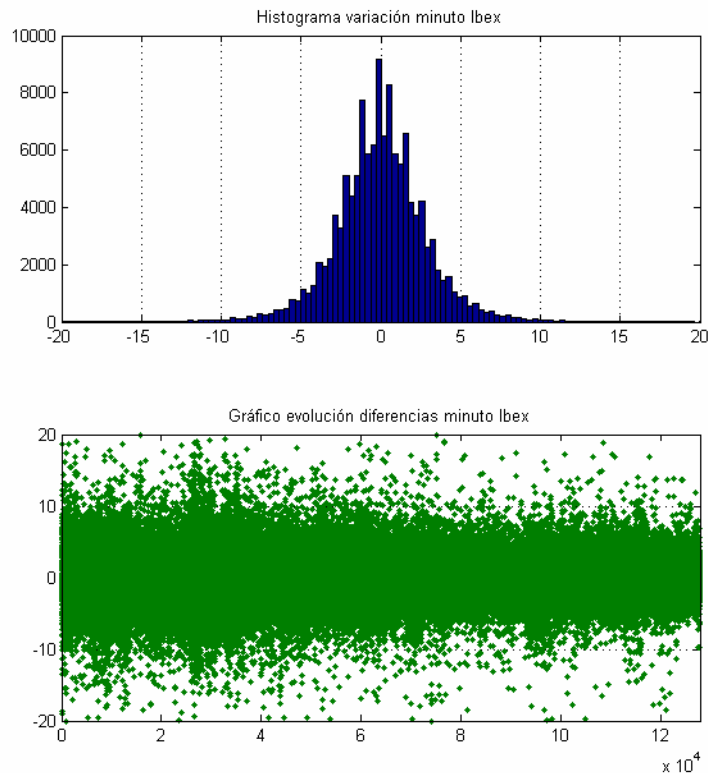 Histograma variación minuto Ibex
10000
8000
6000
4000
2000
0
-20 -15 -10 -5 0 5 10 15 20
Gráfico evolución diferencias minuto Ibex
20
10
0
-10
-20
0 2 4 6 8 10 12
x 10^4